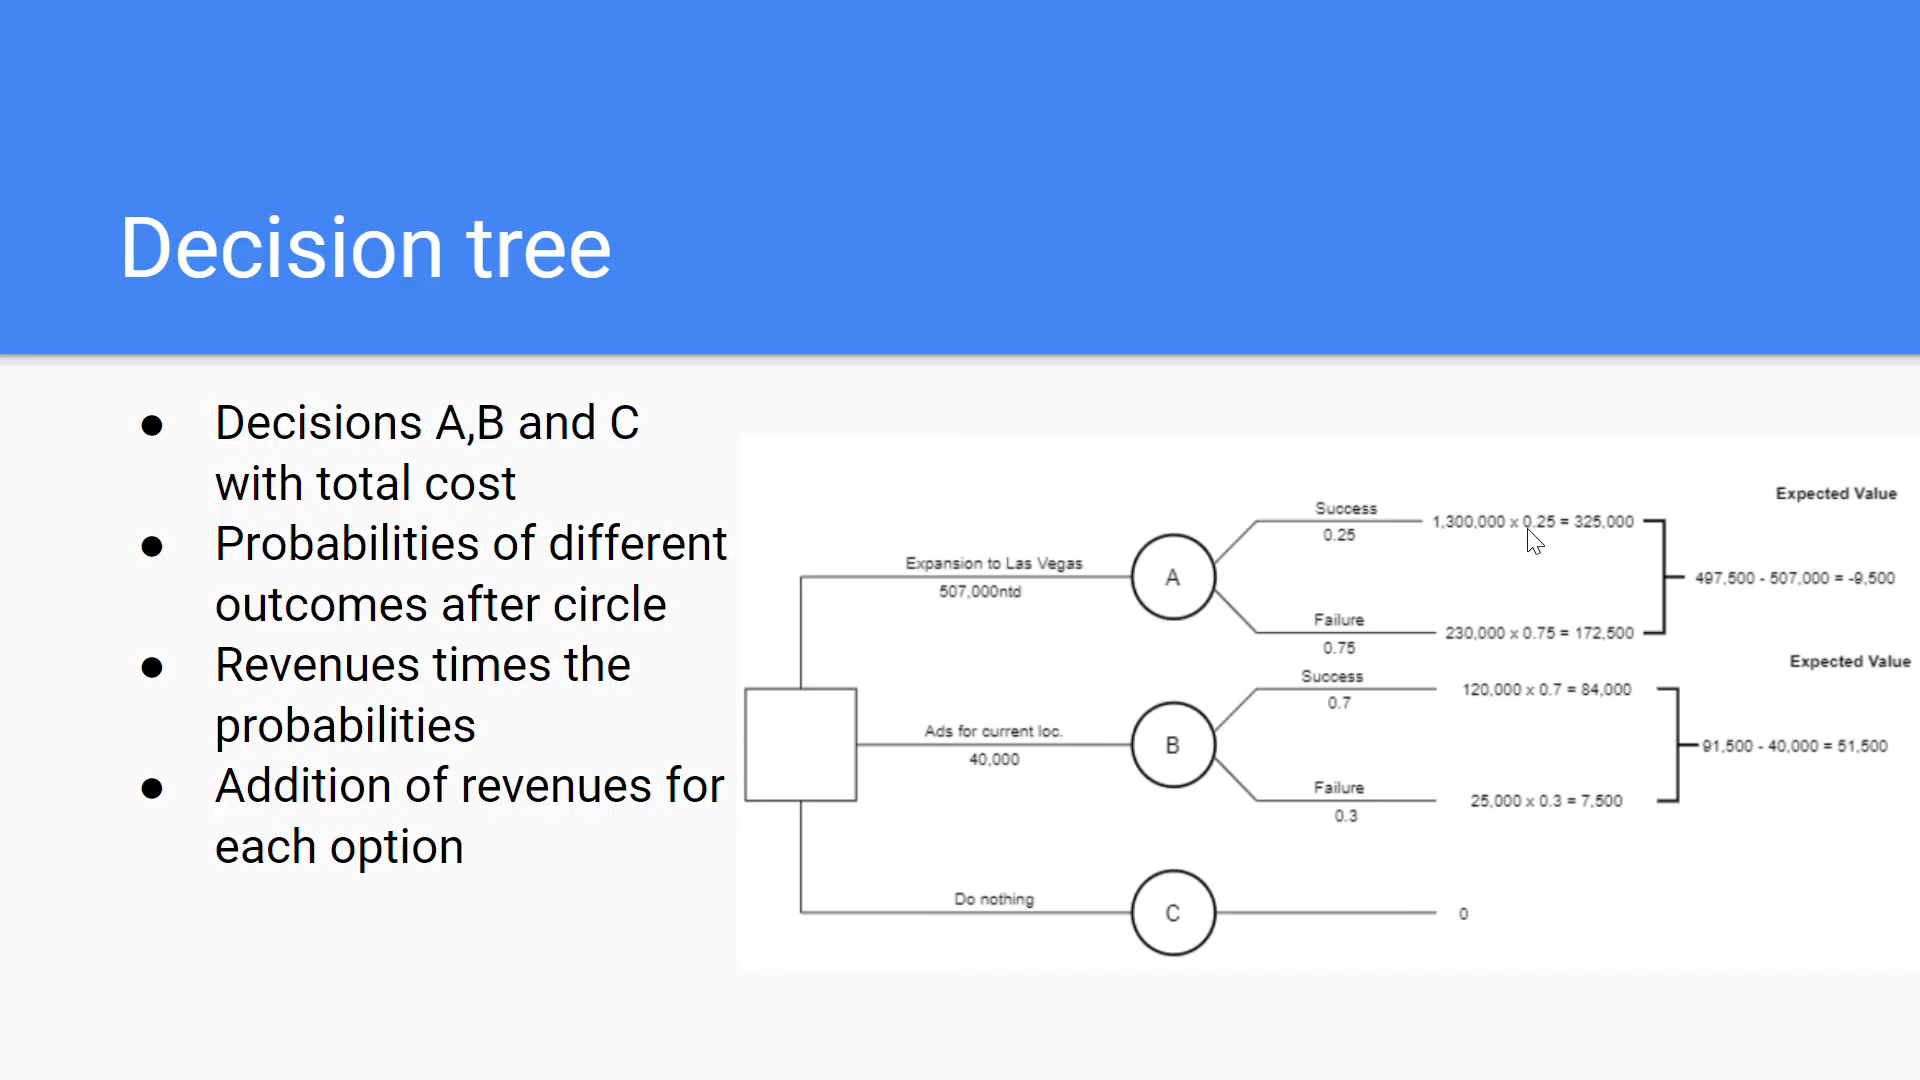 Decision tree
● Decisions A,B and C
with total cost
● Probabilities of different
outcomes after circle
● Revenues times the
probabilities
● Addition of revenues for
each option
Expected Value
Success
1,300,000 x 0.25 = 325,000
0.25
Expansion to Las Vegas
507,000ntd
A
497,500 - 507,000 = -9,500
Failure
230,000 x 0.75 = 172,500
0.75
Expected Value
Success
120,000 x 0.7 = 84,000
0.7
Ads for current loc.
40,000
B
91,500 - 40,000 = 51,500
Failure
25,000 x 0.3 = 7,500
0.3
Do nothing
C
0